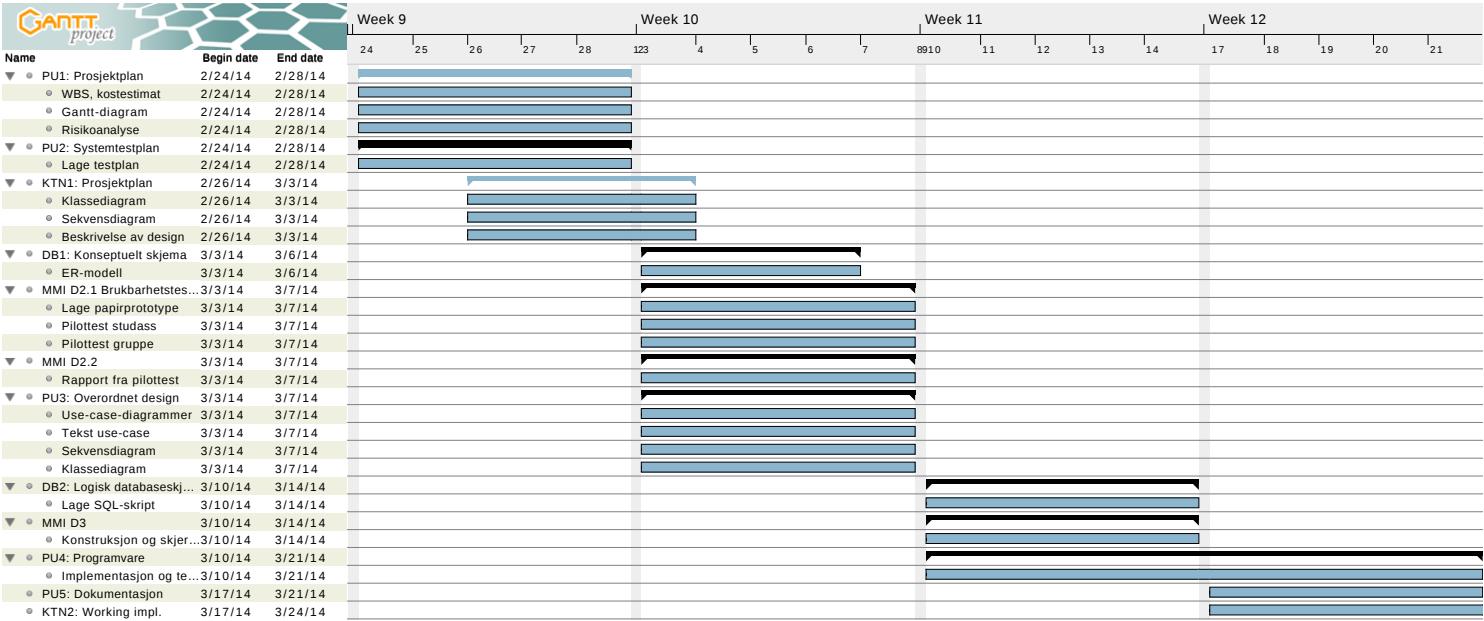 GANTT project
Week 9 Week 10 Week 11 Week 12
24 25 26 27 28 1 2 3 4 5 6 7 8 9 10 11 12 13 14 17 18 19 20 21
Name Begin date End date
PU1: Prosjektplan 2/24/14 2/28/14
WBS, kostestimat 2/24/14 2/28/14
Gantt-diagram 2/24/14 2/28/14
Risikoanalyse 2/24/14 2/28/14
PU2: Systemtestplan 2/24/14 2/28/14
Lage testplan 2/24/14 2/28/14
KTN1: Prosjektplan 2/26/14 3/3/14
Klassediagram 2/26/14 3/3/14
Sekvensdiagram 2/26/14 3/3/14
Beskrivelse av design 2/26/14 3/3/14
DB1: Konseptuelt skjema 3/3/14 3/6/14
ER-modell 3/3/14 3/6/14
MMI D2.1 Brukbarhetstes... 3/3/14 3/7/14
Lage papirprototype 3/3/14 3/7/14
Pilottest studass 3/3/14 3/7/14
Pilottest gruppe 3/3/14 3/7/14
MMI D2.2 3/3/14 3/7/14
Rapport fra pilottest 3/3/14 3/7/14
PU3: Overordnet design 3/3/14 3/7/14
Use-case-diagrammer 3/3/14 3/7/14
Tekst use-case 3/3/14 3/7/14
Sekvensdiagram 3/3/14 3/7/14
Klassediagram 3/3/14 3/7/14
DB2: Logisk databaseskj... 3/10/14 3/14/14
Lage SQL-skript 3/10/14 3/14/14
MMI D3 3/10/14 3/14/14
Konstruksjon og skjer... 3/10/14 3/14/14
PU4: Programvare 3/10/14 3/21/14
Implementasjon og te... 3/10/14 3/21/14
PU5: Dokumentasjon 3/17/14 3/21/14
KTN2: Working impl. 3/17/14 3/24/14